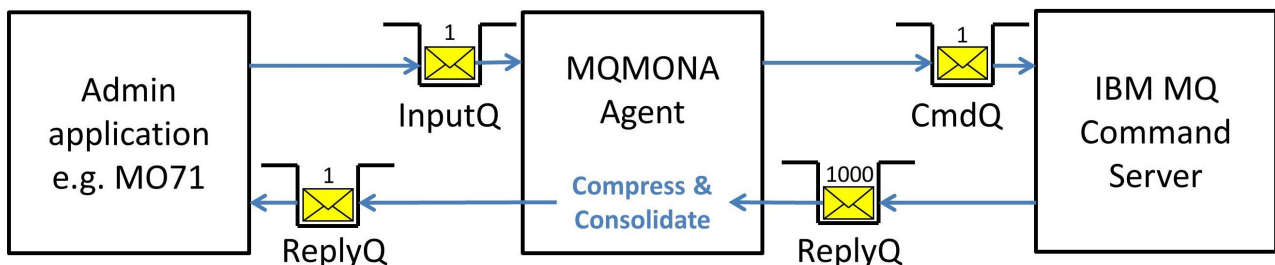 Admin
application
e.g. MO71
1
InputQ
1
ReplyQ
MQMONA
Agent
Compress &
Consolidate
1
CmdQ
1000
ReplyQ
IBM MQ
Command
Server